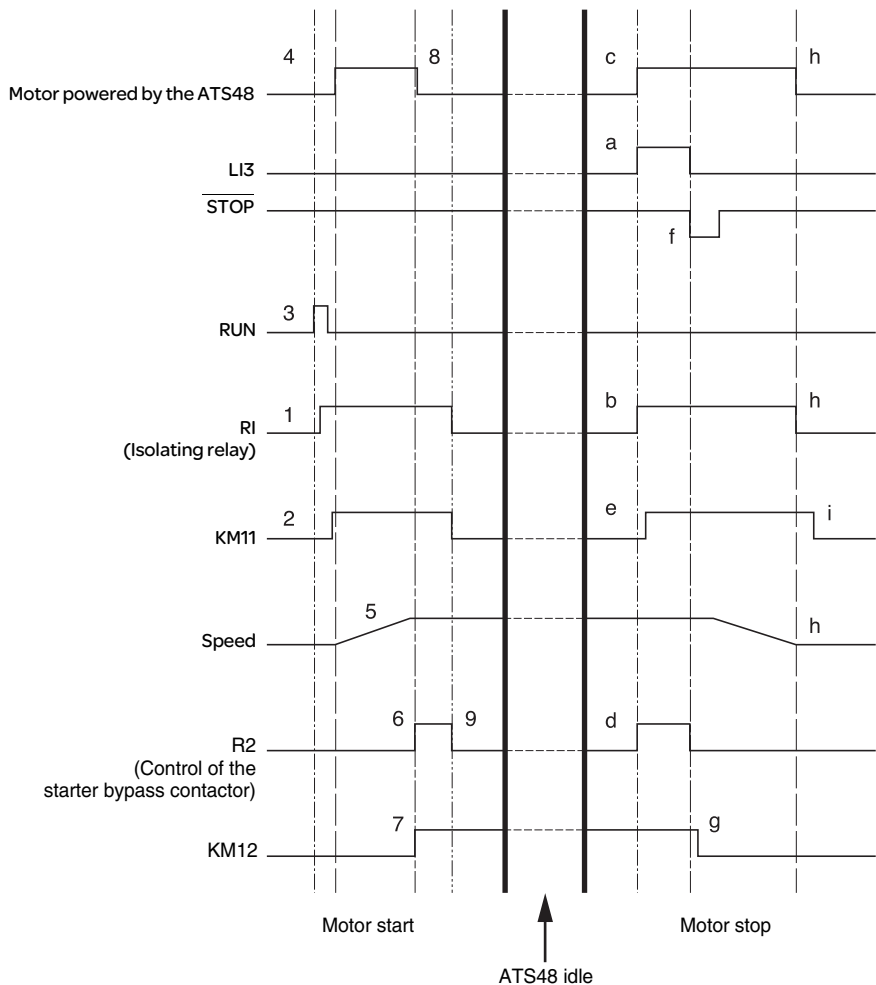 4 8 c h
Motor powered by the ATS48
a
LI3
STOP
f
3
RUN
1 b h
RI
(Isolating relay)
2 e i
KM11
5
Speed h
6 9 d
R2
(Control of the
starter bypass contactor)
7 g
KM12
Motor start Motor stop
ATS48 idle